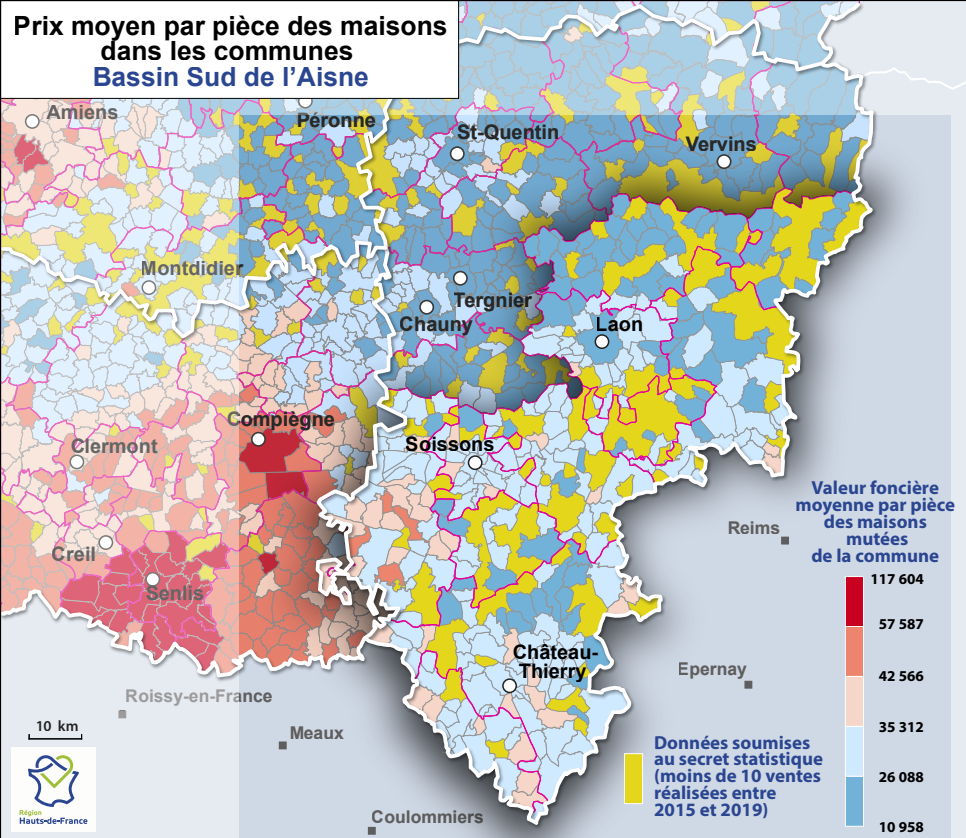 Prix moyen par pièce des maisons
dans les communes
Bassin Sud de l’Aisne
Amiens
Péronne
St-Quentin
Vervins
Montdidier
Tergnier
Chauny
Laon
Compiègne
Clermont
Soissons
Creil
Senlis
Reims
Château-
Thierry
Epernay
Roissy-en-France
Meaux
Coulommiers
10 km
Région
Hauts-de-France
Valeur foncière
moyenne par pièce
des maisons
mutées
de la commune
117 604
57 587
42 566
35 312
26 088
10 958
Données soumises
au secret statistique
(moins de 10 ventes
réalisées entre
2015 et 2019)